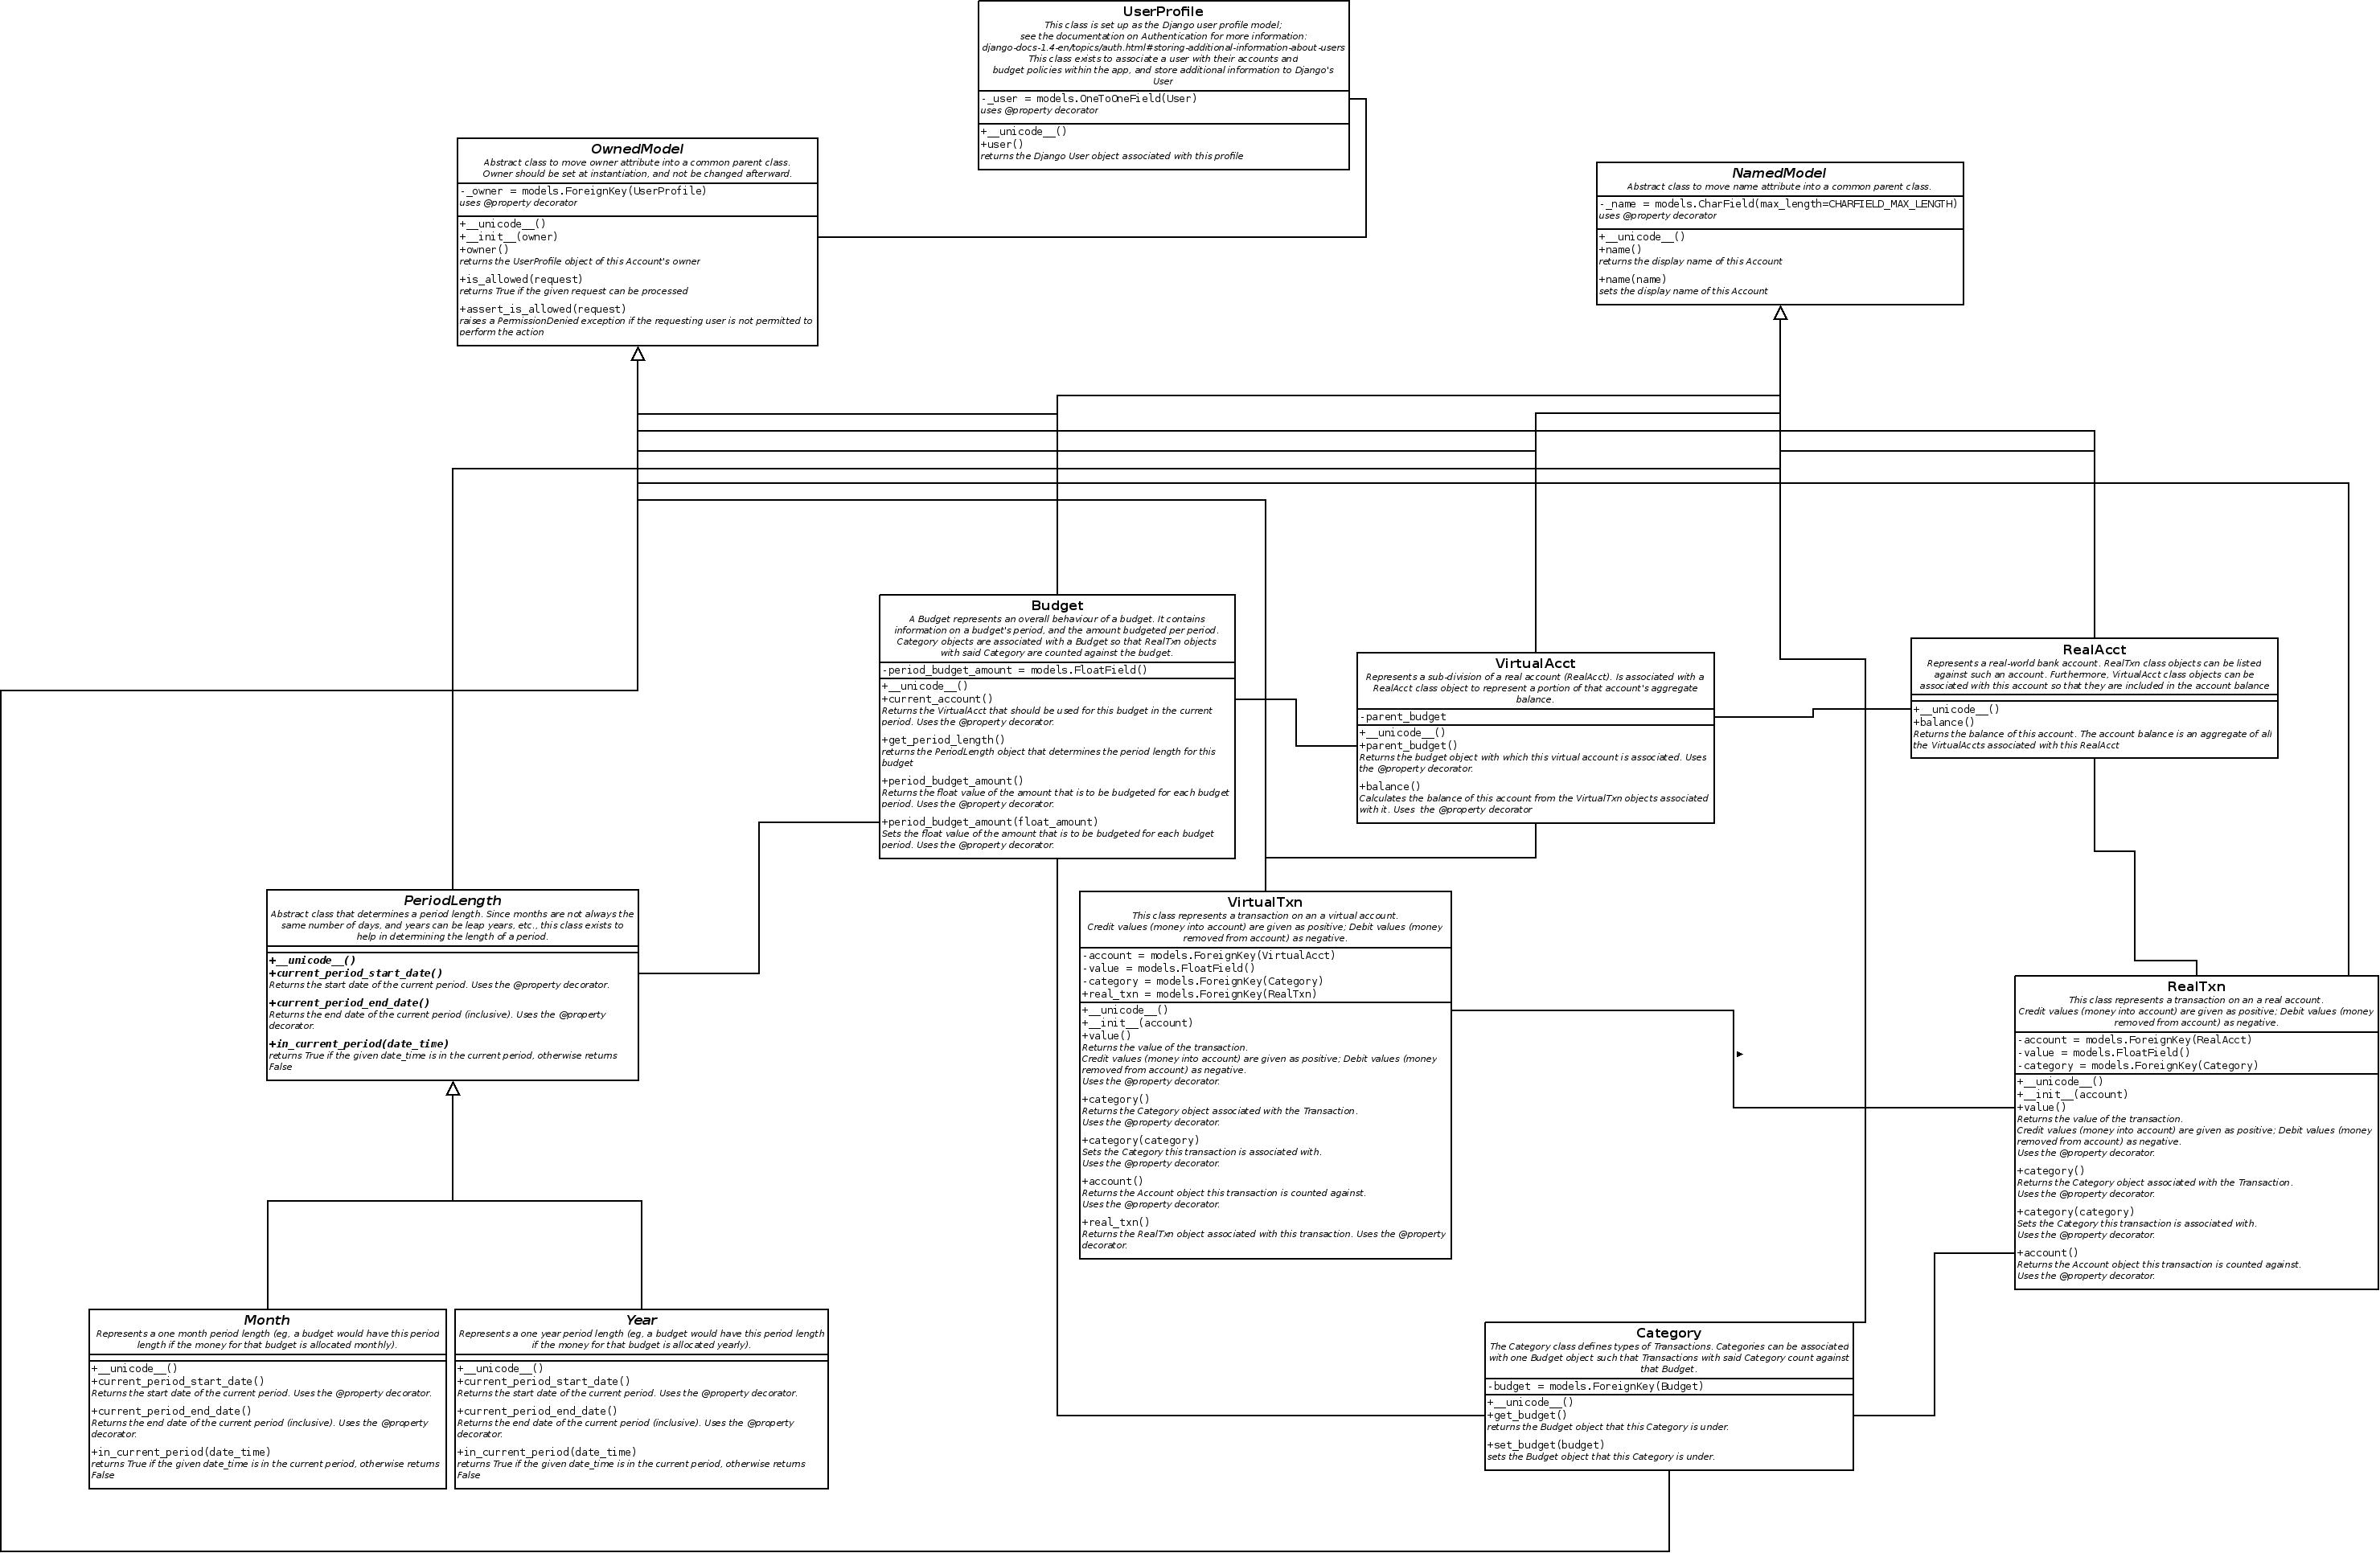 UserProfile
This class is set up as the Django user profile model;
see the documentation on Authentication for more information:
django-docs-1.4-en/topics/auth.html#storing-additional-information-about-users
This class exists to associate a user with their accounts and
budget policies within the app, and store additional information to Django's
User
-_user = models.OneToOneField(User)
uses @property decorator
+__unicode__()
+user()
returns the Django User object associated with this profile
OwnedModel
Abstract class to move owner attribute into a common parent class.
Owner should be set at instantiation, and not be changed afterward.
-_owner = models.ForeignKey(UserProfile)
uses @property decorator
+__unicode__()
+__init__(owner)
+owner()
returns the UserProfile object of this Account's owner
+is_allowed(request)
returns True if the given request can be processed
+assert_is_allowed(request)
raises a PermissionDenied exception if the requesting user is not permitted to
perform the action
NamedModel
Abstract class to move name attribute into a common parent class.
-_name = models.CharField(max_length=CHARFIELD_MAX_LENGTH)
uses @property decorator
+__unicode__()
+name()
returns the display name of this Account
+name(name)
sets the display name of this Account
Budget
A Budget represents an overall behaviour of a budget. It contains
information on a budget's period, and the amount budgeted per period.
Category objects are associated with a Budget so that RealTxn objects
with said Category are counted against the budget.
-period_budget_amount = models.FloatField()
+__unicode__()
+current_account()
Returns the VirtualAcct that should be used for this budget in the current
period. Uses the @property decorator.
+get_period_length()
returns the PeriodLength object that determines the period length for this
budget
+period_budget_amount()
Returns the float value of the amount that is to be budgeted for each budget
period. Uses the @property decorator.
+period_budget_amount(float_amount)
Sets the float value of the amount that is to be budgeted for each budget
period. Uses the @property decorator.
VirtualAcct
Represents a sub-division of a real account (RealAcct). Is associated with a
RealAcct class object to represent a portion of that account's aggregate
balance.
-parent_budget
+__unicode__()
+parent_budget()
Returns the budget object with which this virtual account is associated. Uses
the @property decorator.
+balance()
Calculates the balance of this account from the VirtualTxn objects associated
with it. Uses  the @property decorator
RealAcct
Represents a real-world bank account. RealTxn class objects can be listed
against such an account. Furthermore, VirtualAcct class objects can be
associated with this account so that they are included in the account balance
+__unicode__()
+balance()
Returns the balance of this account. The account balance is an aggregate of all
the VirtualAccts associated with this RealAcct
PeriodLength
Abstract class that determines a period length. Since months are not always the
same number of days, and years can be leap years, etc., this class exists to
help in determining the length of a period.
+__unicode__()
+current_period_start_date()
Returns the start date of the current period. Uses the @property decorator.
+current_period_end_date()
Returns the end date of the current period (inclusive). Uses the @property
decorator.
+in_current_period(date_time)
returns True if the given date_time is in the current period, otherwise returns
False
VirtualTxn
This class represents a transaction on an a virtual account.
Credit values (money into account) are given as positive; Debit values (money
removed from account) as negative.
-account = models.ForeignKey(VirtualAcct)
-value = models.FloatField()
-category = models.ForeignKey(Category)
+real_txn = models.ForeignKey(RealTxn)
+__unicode__()
+__init__(account)
+value()
Returns the value of the transaction.
Credit values (money into account) are given as positive; Debit values (money
removed from account) as negative.
Uses the @property decorator.
+category()
Returns the Category object associated with the Transaction.
Uses the @property decorator.
+category(category)
Sets the Category this transaction is associated with.
Uses the @property decorator.
+account()
Returns the Account object this transaction is counted against.
Uses the @property decorator.
+real_txn()
Returns the RealTxn object associated with this transaction. Uses the @property
decorator.
RealTxn
This class represents a transaction on an a real account.
Credit values (money into account) are given as positive; Debit values (money
removed from account) as negative.
-account = models.ForeignKey(RealAcct)
-value = models.FloatField()
-category = models.ForeignKey(Category)
+__unicode__()
+__init__(account)
+value()
Returns the value of the transaction.
Credit values (money into account) are given as positive; Debit values (money
removed from account) as negative.
Uses the @property decorator.
+category()
Returns the Category object associated with the Transaction.
Uses the @property decorator.
+category(category)
Sets the Category this transaction is associated with.
Uses the @property decorator.
+account()
Returns the Account object this transaction is counted against.
Uses the @property decorator.
Month
Represents a one month period length (eg, a budget would have this period
length if the money for that budget is allocated monthly).
+__unicode__()
+current_period_start_date()
Returns the start date of the current period. Uses the @property decorator.
+current_period_end_date()
Returns the end date of the current period (inclusive). Uses the @property
decorator.
+in_current_period(date_time)
returns True if the given date_time is in the current period, otherwise returns
False
Year
Represents a one year period length (eg, a budget would have this period length
if the money for that budget is allocated yearly).
+__unicode__()
+current_period_start_date()
Returns the start date of the current period. Uses the @property decorator.
+current_period_end_date()
Returns the end date of the current period (inclusive). Uses the @property
decorator.
+in_current_period(date_time)
returns True if the given date_time is in the current period, otherwise returns
False
Category
The Category class defines types of Transactions. Categories can be associated
with one Budget object such that Transactions with said Category count against
that Budget.
-budget = models.ForeignKey(Budget)
+__unicode__()
+get_budget()
returns the Budget object that this Category is under.
+set_budget(budget)
sets the Budget object that this Category is under.